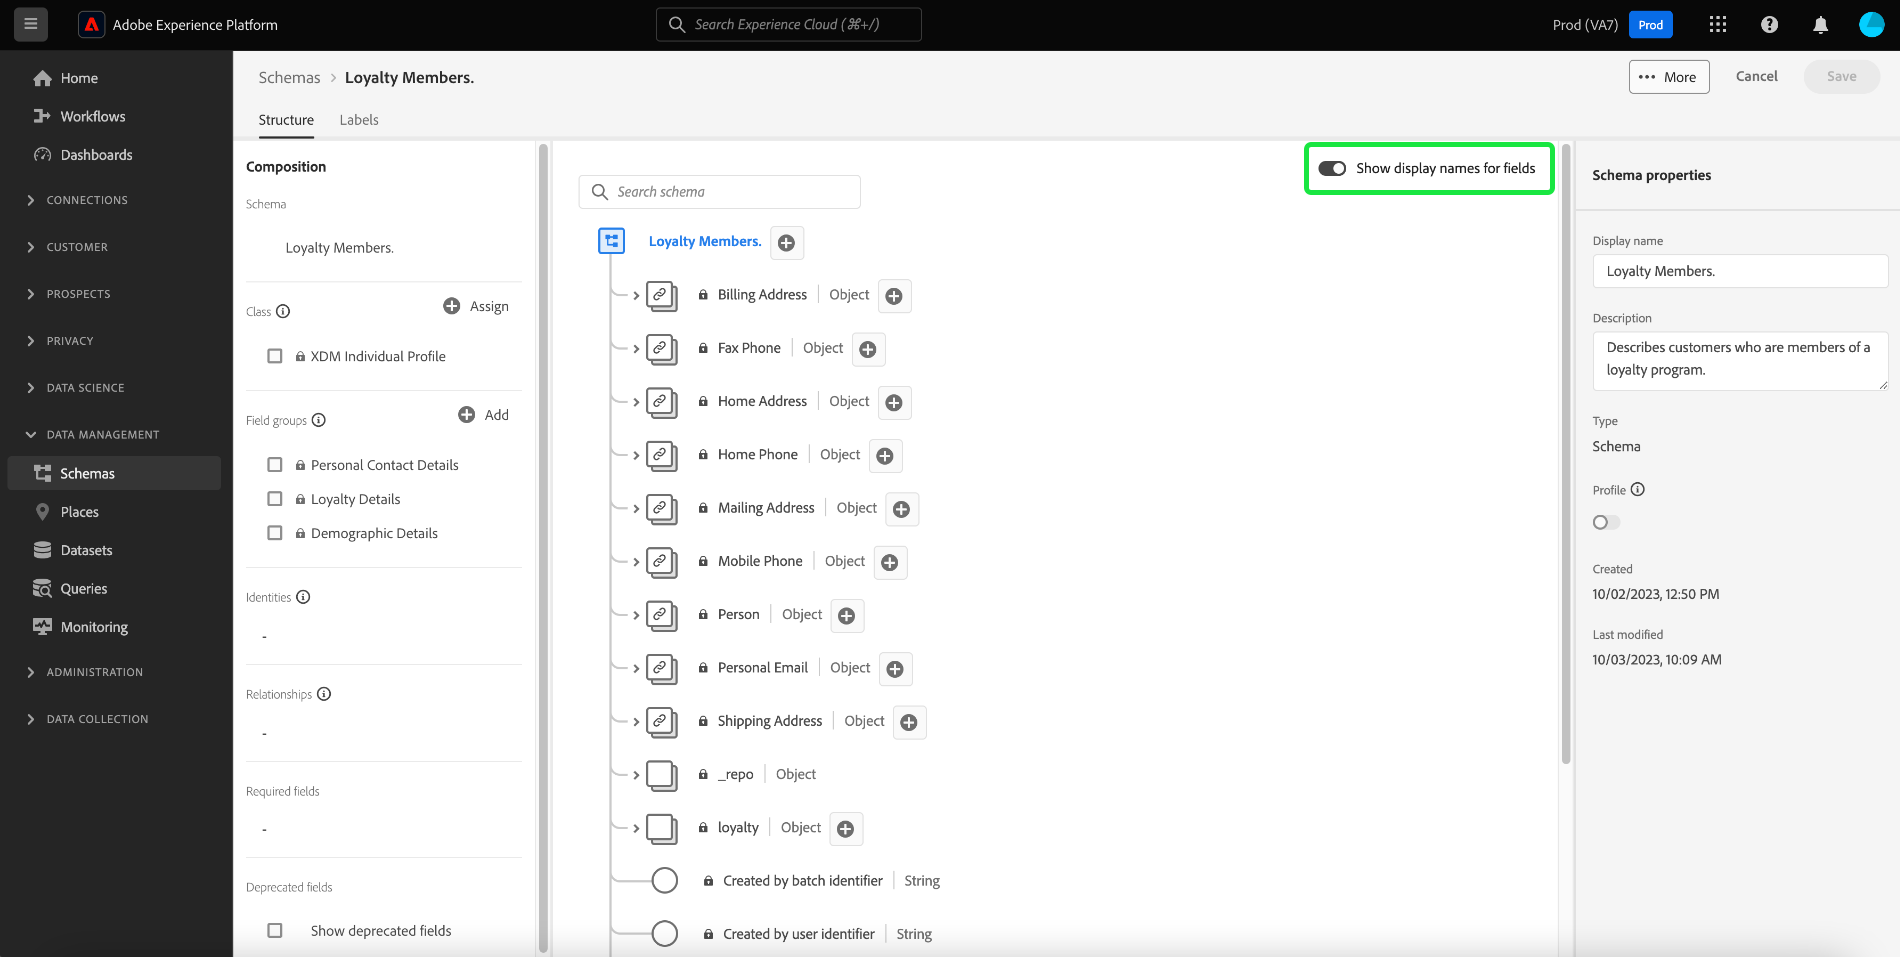 Adobe Experience Platform
Search Experience Cloud (⌘+/)
Prod (VA7)
Prod
Home
Workflows
Dashboards
CONNECTIONS
CUSTOMER
PROSPECTS
PRIVACY
DATA SCIENCE
DATA MANAGEMENT
Schemas
Places
Datasets
Queries
Monitoring
ADMINISTRATION
DATA COLLECTION
Schemas > Loyalty Members.
More
Cancel
Save
Structure
Labels
Composition
Schema
Loyalty Members.
Class
Assign
XDM Individual Profile
Field groups
Add
Personal Contact Details
Loyalty Details
Demographic Details
Identities
-
Relationships
-
Required fields
-
Deprecated fields
Show deprecated fields
Show display names for fields
Search schema
Loyalty Members.
Billing Address | Object
Fax Phone | Object
Home Address | Object
Home Phone | Object
Mailing Address | Object
Mobile Phone | Object
Person | Object
Personal Email | Object
Shipping Address | Object
_repo | Object
loyalty | Object
Created by batch identifier | String
Created by user identifier | String
Schema properties
Display name
Loyalty Members.
Description
Describes customers who are members of a
loyalty program.
Type
Schema
Profile
Created
10/02/2023, 12:50 PM
Last modified
10/03/2023, 10:09 AM